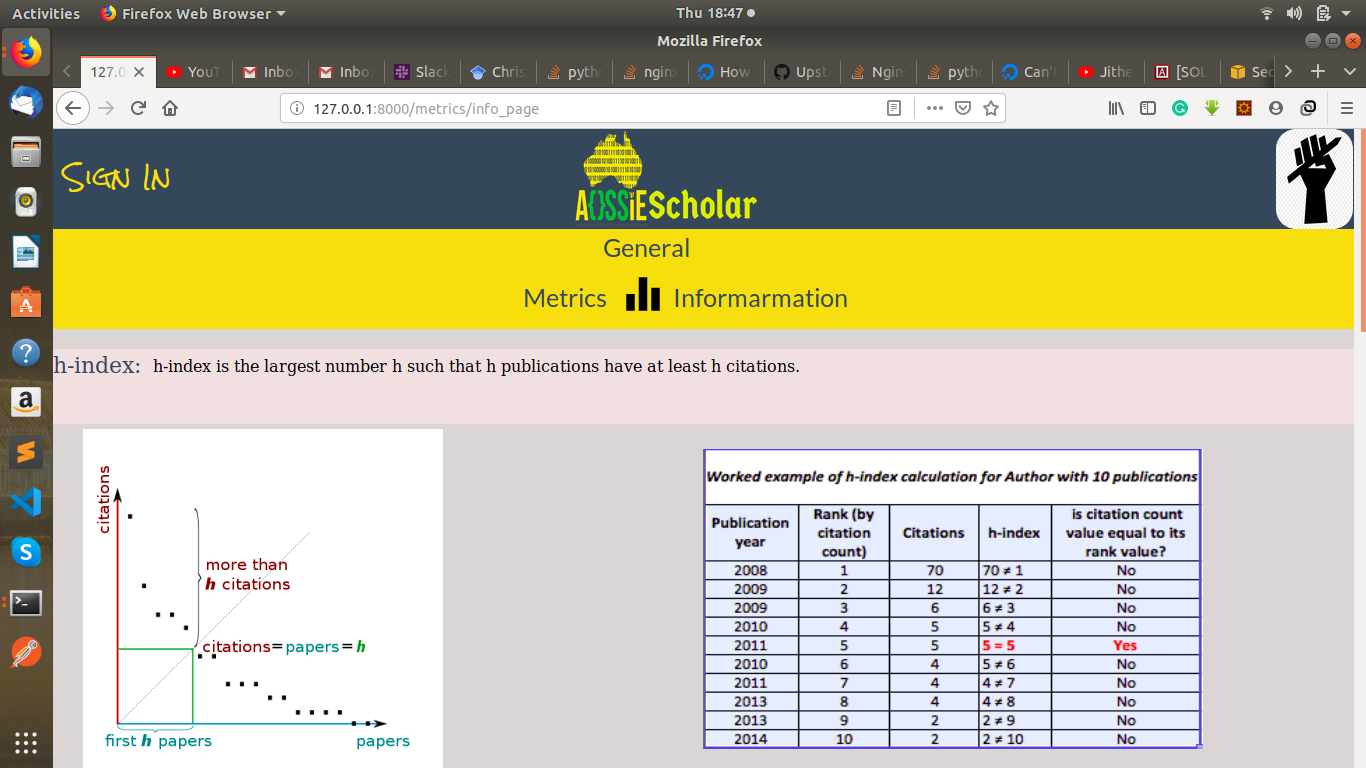 Activities Firefox Web Browser Thu 18:47
Mozilla Firefox
127.0 YouT Inbo Inbo Slack Chris pyth nginx How Upst Ngin pyth Can't Jithe [SOL Sec
127.0.0.1:8000/metrics/info_page
Sign In
A{}SSiEScholar
General
Metrics Informarmation
h-index: h-index is the largest number h such that h publications have at least h citations.
citations
more than
h citations
citations=papers=h
first h papers
papers
Worked example of h-index calculation for Author with 10 publications
Publication year Rank (by citation count) Citations h-index is citation count value equal to its rank value?
2008 1 70 70 ≠ 1 No
2009 2 12 12 ≠ 2 No
2009 3 6 6 ≠ 3 No
2010 4 5 5 ≠ 4 No
2011 5 5 5 = 5 Yes
2010 6 4 5 ≠ 6 No
2011 7 4 4 ≠ 7 No
2013 8 4 4 ≠ 8 No
2013 9 2 2 ≠ 9 No
2014 10 2 2 ≠ 10 No